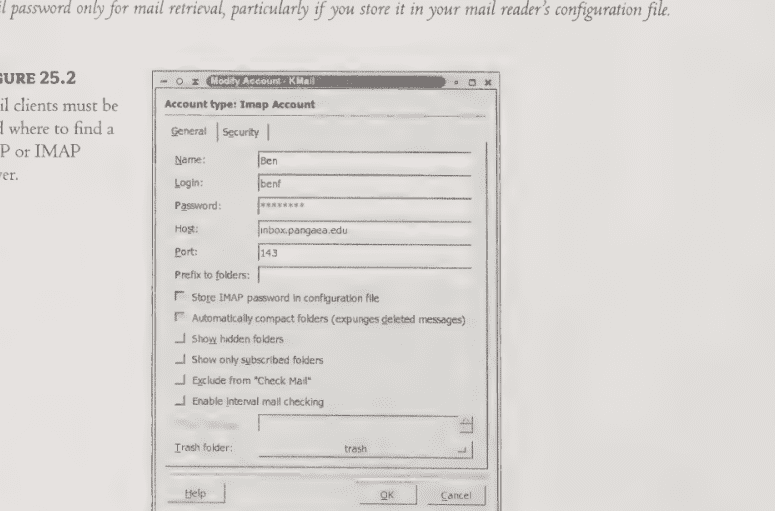 il password only for mail retrieval, particularly if you store it in your mail reader's configuration file.
GURE 25.2
il clients must be
d where to find a
P or IMAP
ver.
Modify Account - KMail
Account type: Imap Account
General Security
Name: Ben
Login: benf
Password: ********
Host: inbox.pangaea.edu
Port: 143
Prefix to folders:
Store IMAP password in configuration file
Automatically compact folders (expunges deleted messages)
Show hidden folders
Show only subscribed folders
Exclude from "Check Mail"
Enable interval mail checking
Trash folder: trash
Help OK Cancel